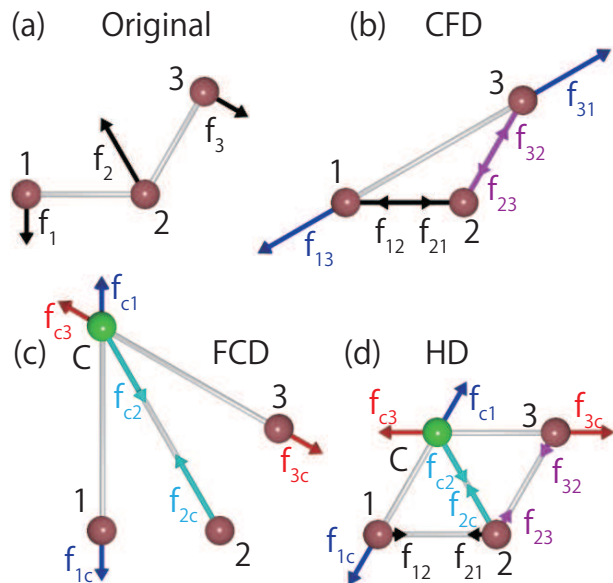 (a) Original
3
f3
f2
1
2
f1
(b) CFD
3
f31
f32
1
f23
2
f12 f21
f13
(c) FCD
fc1
fc3
C
fc2
3
f3c
1
f2c
2
f1c
(d) HD
fc3 fc1 3 f3c
C
fc2
f32
1 f2c
f23
2
f1c f12 f21